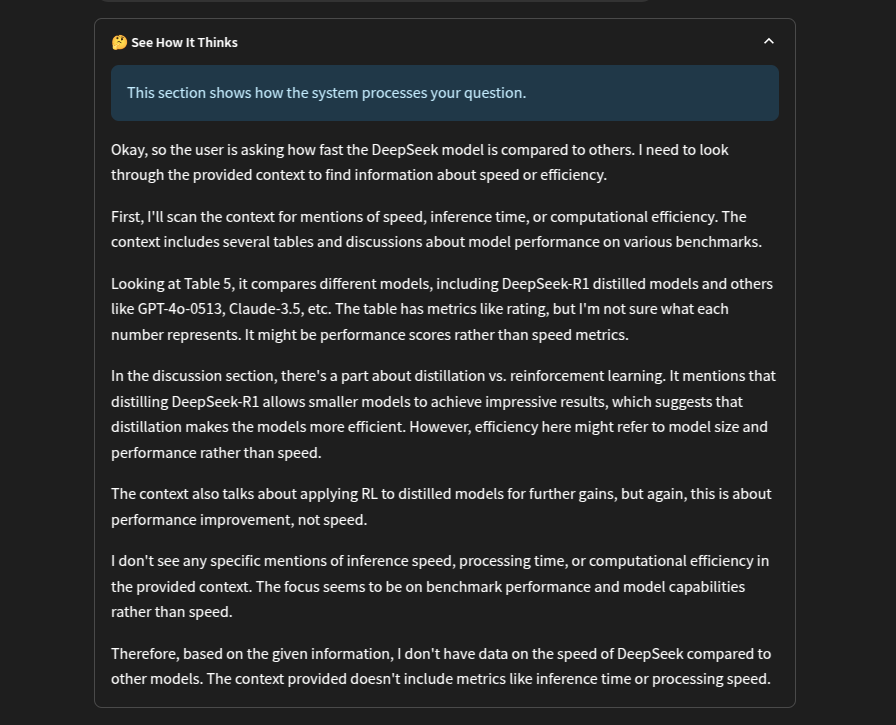 🤔 See How It Thinks
This section shows how the system processes your question.
Okay, so the user is asking how fast the DeepSeek model is compared to others. I need to look
through the provided context to find information about speed or efficiency.
First, I'll scan the context for mentions of speed, inference time, or computational efficiency. The
context includes several tables and discussions about model performance on various benchmarks.
Looking at Table 5, it compares different models, including DeepSeek-R1 distilled models and others
like GPT-4o-0513, Claude-3.5, etc. The table has metrics like rating, but I'm not sure what each
number represents. It might be performance scores rather than speed metrics.
In the discussion section, there's a part about distillation vs. reinforcement learning. It mentions that
distilling DeepSeek-R1 allows smaller models to achieve impressive results, which suggests that
distillation makes the models more efficient. However, efficiency here might refer to model size and
performance rather than speed.
The context also talks about applying RL to distilled models for further gains, but again, this is about
performance improvement, not speed.
I don't see any specific mentions of inference speed, processing time, or computational efficiency in
the provided context. The focus seems to be on benchmark performance and model capabilities
rather than speed.
Therefore, based on the given information, I don't have data on the speed of DeepSeek compared to
other models. The context provided doesn't include metrics like inference time or processing speed.